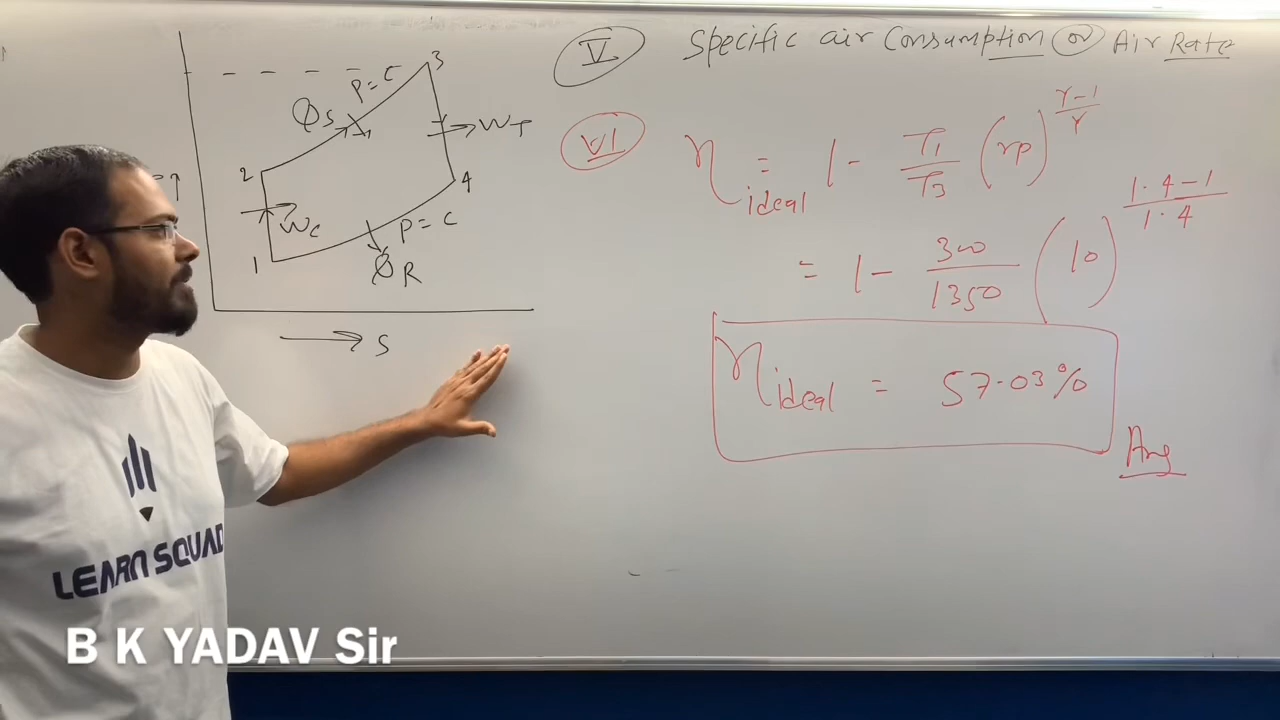 V Specific air Consumption or Air Rate
3
P=C
QS
WT
2
4
WC
P=C
1
QR
→ S
VI η ideal = 1 - T1/T3 (rp)^(γ-1)/γ
= 1 - 300/1350 (10)^(1.4-1)/1.4
η ideal = 57.03%
Ans
LEARN SQUAD
B K YADAV Sir